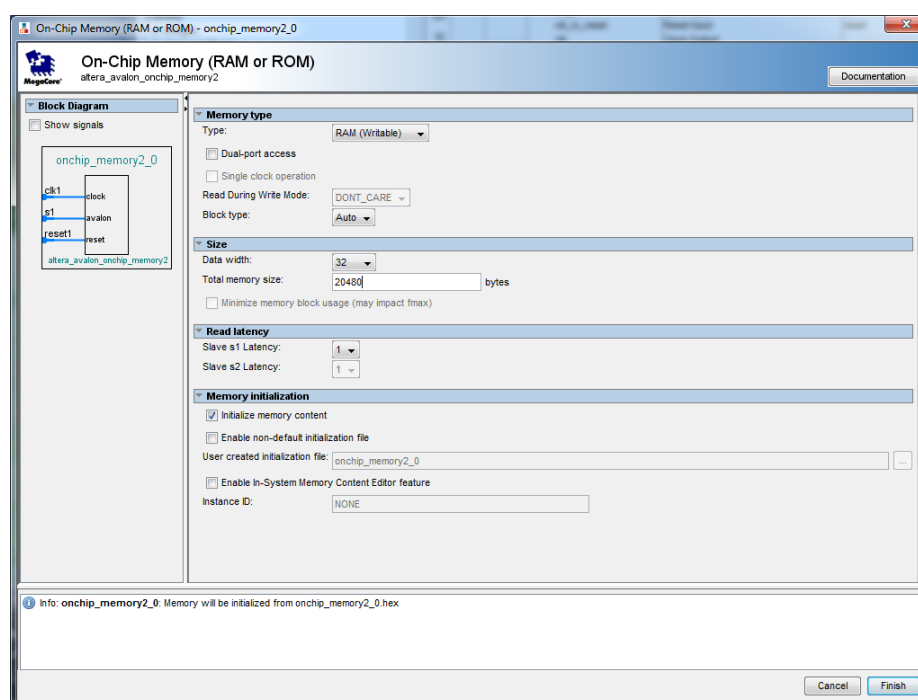 On-Chip Memory (RAM or ROM) - onchip_memory2_0
On-Chip Memory (RAM or ROM)
altera_avalon_onchip_memory2
MegaCore'
Documentation
Block Diagram
Show signals
onchip_memory2_0
clk1
clock
s1
avalon
reset1
reset
altera_avalon_onchip_memory2
Memory type
Type: RAM (Writable)
Dual-port access
Single clock operation
Read During Write Mode: DONT_CARE
Block type: Auto
Size
Data width: 32
Total memory size: 20480 bytes
Minimize memory block usage (may impact fmax)
Read latency
Slave s1 Latency: 1
Slave s2 Latency: 1
Memory initialization
Initialize memory content
Enable non-default initialization file
User created initialization file: onchip_memory2_0 ...
Enable In-System Memory Content Editor feature
Instance ID: NONE
Info: onchip_memory2_0: Memory will be initialized from onchip_memory2_0.hex
Cancel Finish